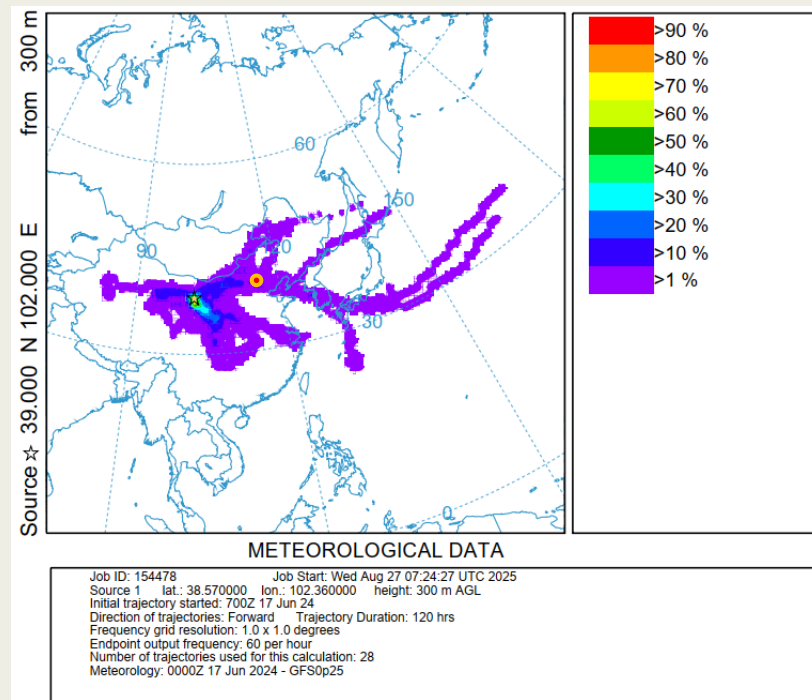 Source ☆ 39.000 N 102.000 E from 300 m
60
150
90
20
30
0
>90 %
>80 %
>70 %
>60 %
>50 %
>40 %
>30 %
>20 %
>10 %
>1 %
METEOROLOGICAL DATA
Job ID: 154478 Job Start: Wed Aug 27 07:24:27 UTC 2025
Source 1 lat.: 38.570000 lon.: 102.360000 height: 300 m AGL
Initial trajectory started: 700Z 17 Jun 24
Direction of trajectories: Forward Trajectory Duration: 120 hrs
Frequency grid resolution: 1.0 x 1.0 degrees
Endpoint output frequency: 60 per hour
Number of trajectories used for this calculation: 28
Meteorology: 0000Z 17 Jun 2024 - GFS0p25